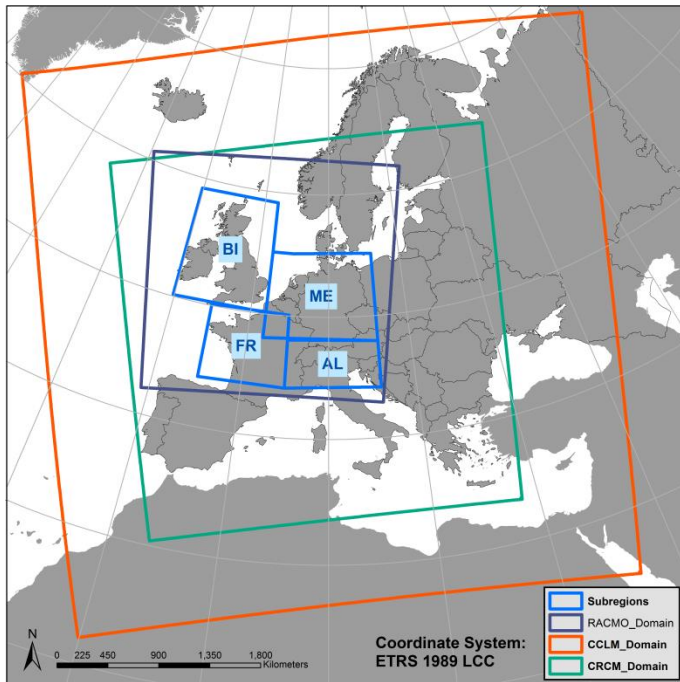 BI
ME
FR
AL
N
0 225 450 900 1,350 1,800
Kilometers
Coordinate System:
ETRS 1989 LCC
Subregions
RACMO_Domain
CCLM_Domain
CRCM_Domain